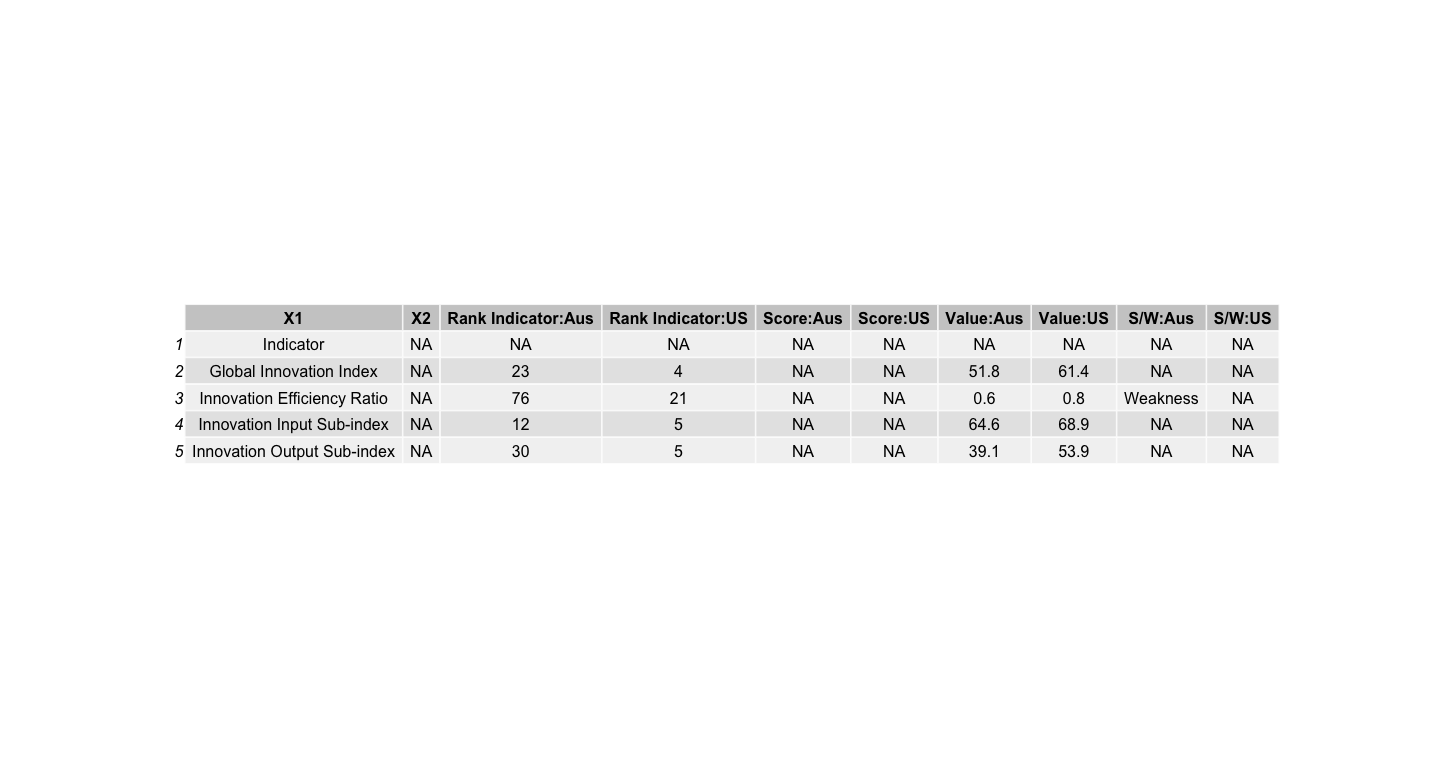 X1 X2 Rank Indicator:Aus Rank Indicator:US Score:Aus Score:US Value:Aus Value:US S/W:Aus S/W:US
1 Indicator NA NA NA NA NA NA NA NA NA
2 Global Innovation Index NA 23 4 NA NA 51.8 61.4 NA NA
3 Innovation Efficiency Ratio NA 76 21 NA NA 0.6 0.8 Weakness NA
4 Innovation Input Sub-index NA 12 5 NA NA 64.6 68.9 NA NA
5 Innovation Output Sub-index NA 30 5 NA NA 39.1 53.9 NA NA